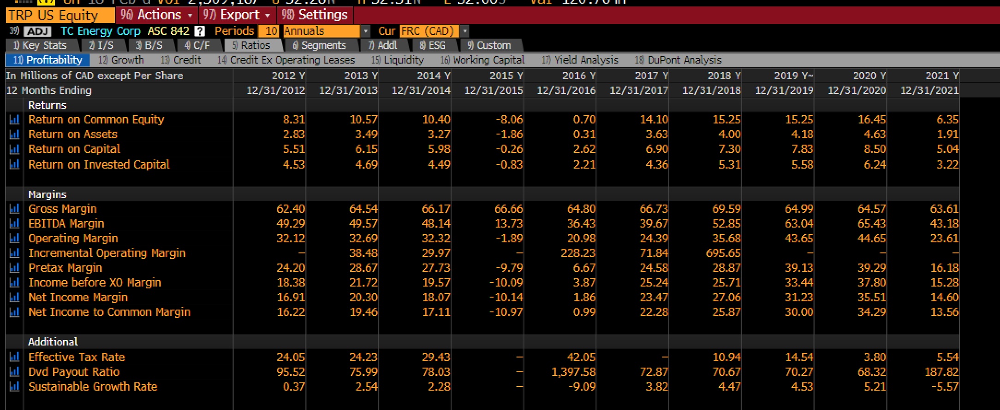 TRP US Equity 96) Actions 97) Export 98) Settings
39) ADJ TC Energy Corp ASC 842 ? Periods 10 Annuals Cur FRC (CAD)
1) Key Stats 2) I/S 3) B/S 4) C/F 5) Ratios 6) Segments 7) Addl 8) ESG 9) Custom
11) Profitability 12) Growth 13) Credit 14) Credit Ex Operating Leases 15) Liquidity 16) Working Capital 17) Yield Analysis 18) DuPont Analysis
In Millions of CAD except Per Share 2012 Y 2013 Y 2014 Y 2015 Y 2016 Y 2017 Y 2018 Y 2019 Y~ 2020 Y 2021 Y
12 Months Ending 12/31/2012 12/31/2013 12/31/2014 12/31/2015 12/31/2016 12/31/2017 12/31/2018 12/31/2019 12/31/2020 12/31/2021
Returns
Return on Common Equity 8.31 10.57 10.40 -8.06 0.70 14.10 15.25 15.25 16.45 6.35
Return on Assets 2.83 3.49 3.27 -1.86 0.31 3.63 4.00 4.18 4.63 1.91
Return on Capital 5.51 6.15 5.98 -0.26 2.62 6.90 7.30 7.83 8.50 5.04
Return on Invested Capital 4.53 4.69 4.49 -0.83 2.21 4.36 5.31 5.58 6.24 3.22
Margins
Gross Margin 62.40 64.54 66.17 66.66 64.80 66.73 69.59 64.99 64.57 63.61
EBITDA Margin 49.29 49.57 48.14 13.73 36.43 39.67 52.85 63.04 65.43 43.18
Operating Margin 32.12 32.69 32.32 -1.89 20.98 24.39 35.68 43.65 44.65 23.61
Incremental Operating Margin – 38.48 29.97 – 228.23 71.84 695.65 – – –
Pretax Margin 24.20 28.67 27.73 -9.79 6.67 24.58 28.87 39.13 39.29 16.18
Income before XO Margin 18.38 21.72 19.57 -10.09 3.87 25.24 25.71 33.44 37.80 15.28
Net Income Margin 16.91 20.30 18.07 -10.14 1.86 23.47 27.06 31.23 35.51 14.60
Net Income to Common Margin 16.22 19.46 17.11 -10.97 0.99 22.28 25.87 30.00 34.29 13.56
Additional
Effective Tax Rate 24.05 24.23 29.43 – 42.05 – 10.94 14.54 3.80 5.54
Dvd Payout Ratio 95.52 75.99 78.03 – 1,397.58 72.87 70.67 70.27 68.32 187.82
Sustainable Growth Rate 0.37 2.54 2.28 – -9.09 3.82 4.47 4.53 5.21 -5.57